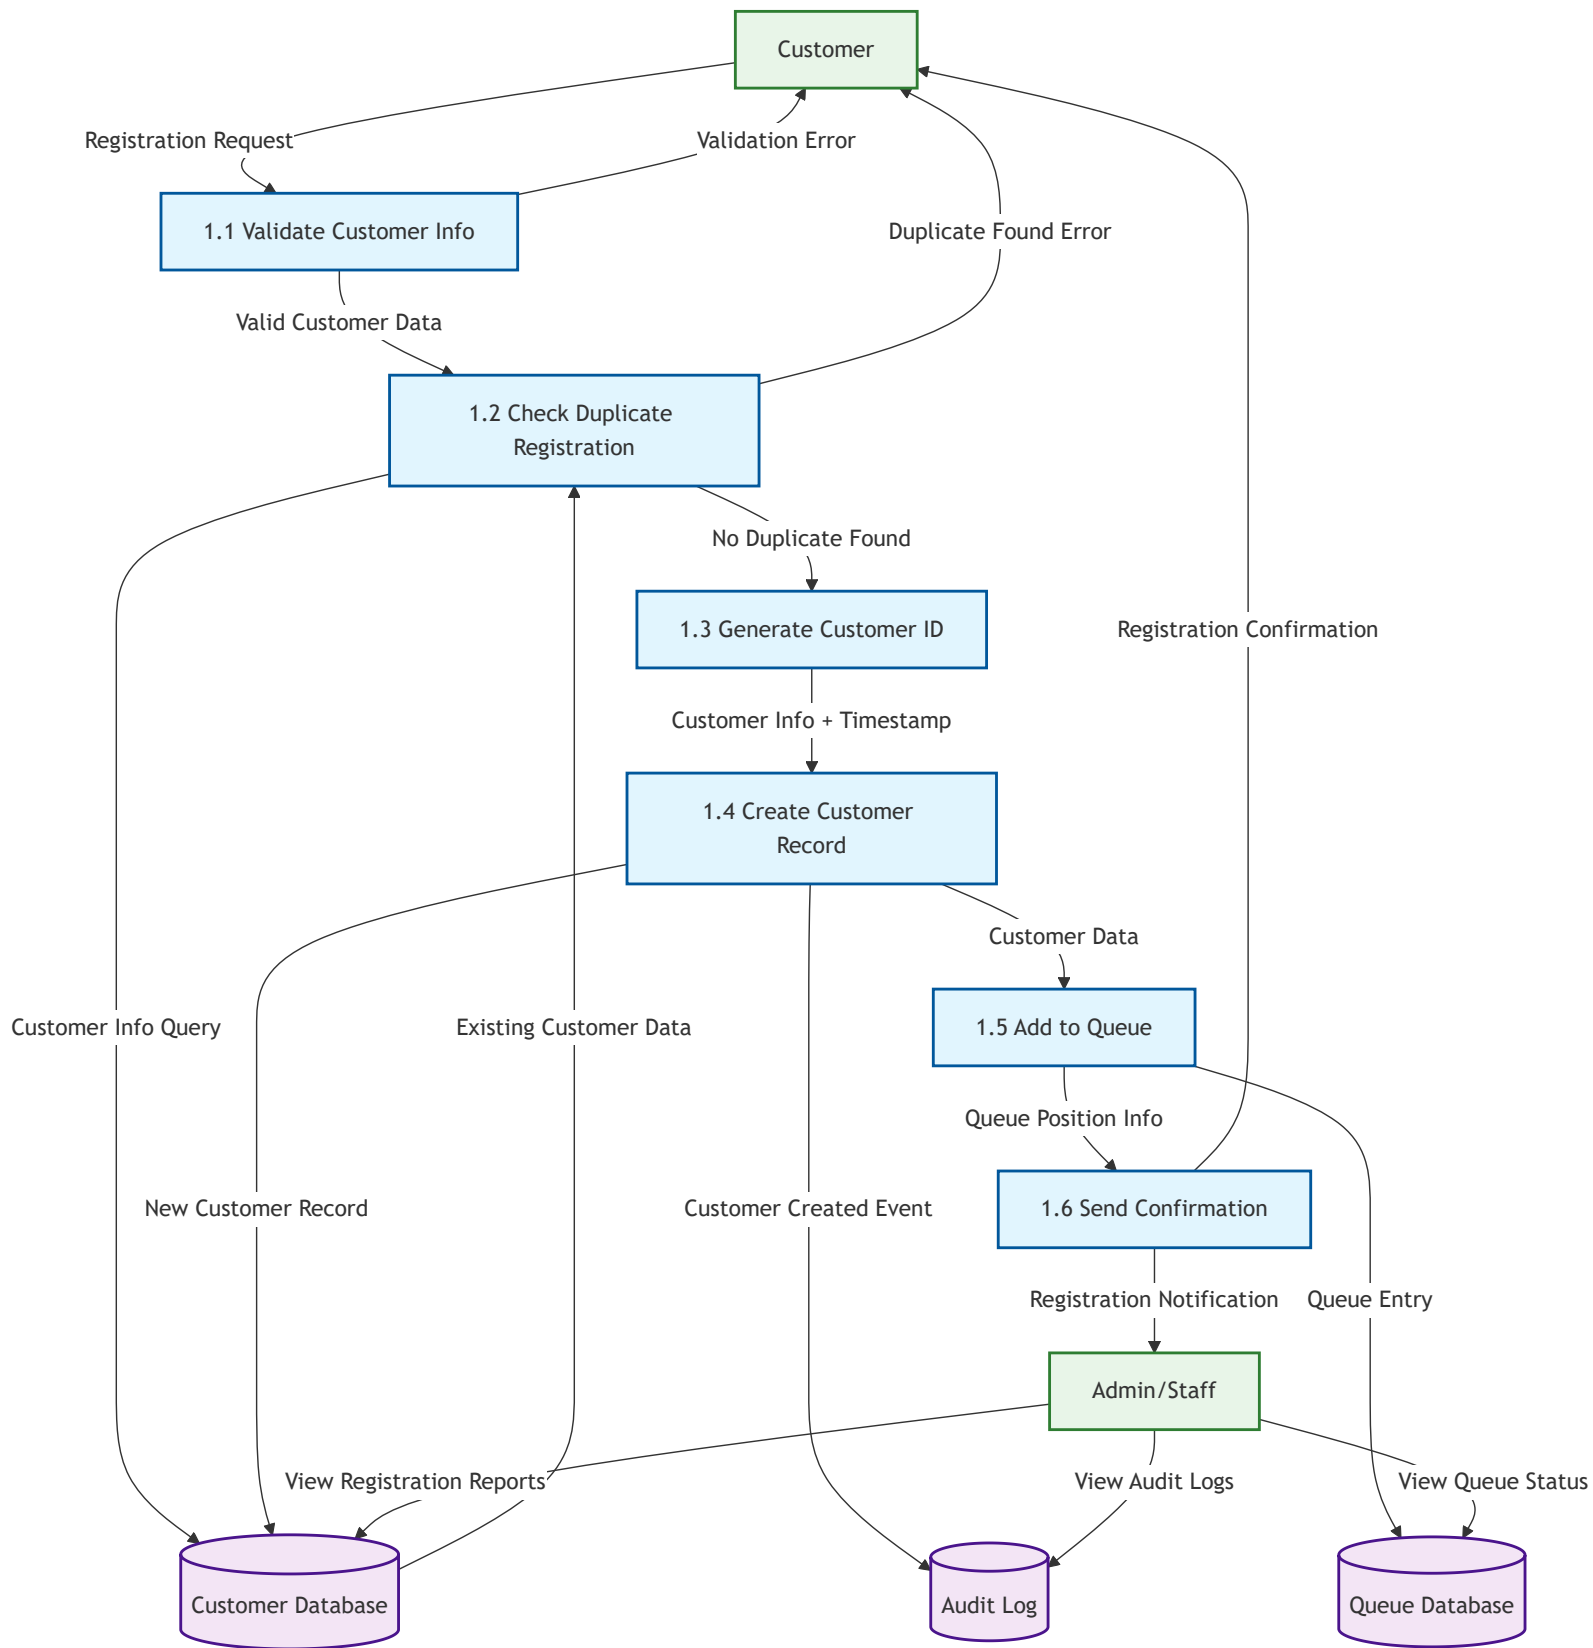 Customer
Registration Request
Validation Error
1.1 Validate Customer Info
Duplicate Found Error
Valid Customer Data
1.2 Check Duplicate
Registration
No Duplicate Found
1.3 Generate Customer ID
Registration Confirmation
Customer Info + Timestamp
1.4 Create Customer
Record
Customer Data
Customer Info Query
Existing Customer Data
1.5 Add to Queue
Queue Position Info
New Customer Record
Customer Created Event
1.6 Send Confirmation
Registration Notification
Queue Entry
Admin/Staff
View Registration Reports
View Audit Logs
View Queue Status
Customer Database
Audit Log
Queue Database